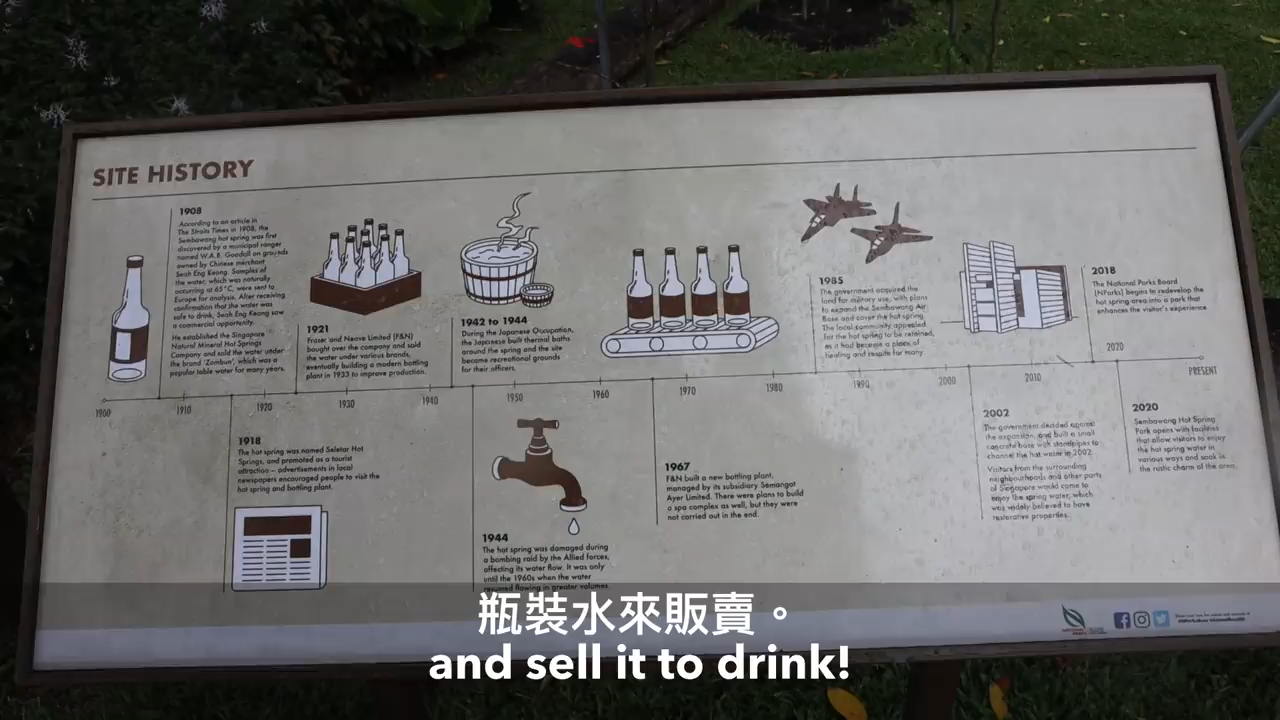 SITE HISTORY
1908
According to an article in
The Straits Times in 1908, the
Sembawang hot spring was first
discovered by a municipal ranger
named W.A.B. Goodall on grounds
owned by Chinese merchant
Seah Eng Keong. Samples of
the water, which was naturally
occurring at 65°C, were sent to
Europe for analysis. After receiving
confirmation that the water was
safe to drink, Seah Eng Keong saw
a commercial opportunity.
He established the Singapore
Natural Mineral Hot Springs
Company and sold the water under
the brand 'Zombun', which was a
popular table water for many years.
1921
Fraser and Neave Limited (F&N)
bought over the company and sold
the water under various brands,
eventually building a modern bottling
plant in 1933 to improve production.
1942 to 1944
During the Japanese Occupation,
the Japanese built thermal baths
around the spring and the site
became recreational grounds
for their officers.
1985
The government acquired the
land for military use, with plans
to expand the Sembawang Air
Base and cover the hot spring.
The local community appealed
for the hot spring to be retained,
as it had become a place of
healing and respite for many.
2018
The National Parks Board
(NParks) begins to redevelop the
hot spring area into a park that
enhances the visitor's experience
1900 1910 1920 1930 1940 1950 1960 1970 1980 1990 2000 2010 2020 PRESENT
1918
The hot spring was named Seletar Hot
Springs, and promoted as a tourist
attraction – advertisements in local
newspapers encouraged people to visit the
hot spring and bottling plant.
1944
The hot spring was damaged during
a bombing raid by the Allied forces,
affecting its water flow. It was only
until the 1960s when the water
resumed flowing in greater volumes.
1967
F&N built a new bottling plant,
managed by its subsidiary Semangat
Ayer Limited. There were plans to build
a spa complex as well, but they were
not carried out in the end.
2002
The government decided against
the expansion, and built a small
concrete base with standpipes to
channel the hot water in 2002.
Visitors from the surrounding
neighbourhoods and other parts
of Singapore would come to
enjoy the spring water, which
was widely believed to have
restorative properties.
2020
Sembawang Hot Spring
Park opens with facilities
that allow visitors to enjoy
the hot spring water in
various ways and soak in
the rustic charm of the area.
瓶裝水來販賣。
and sell it to drink!